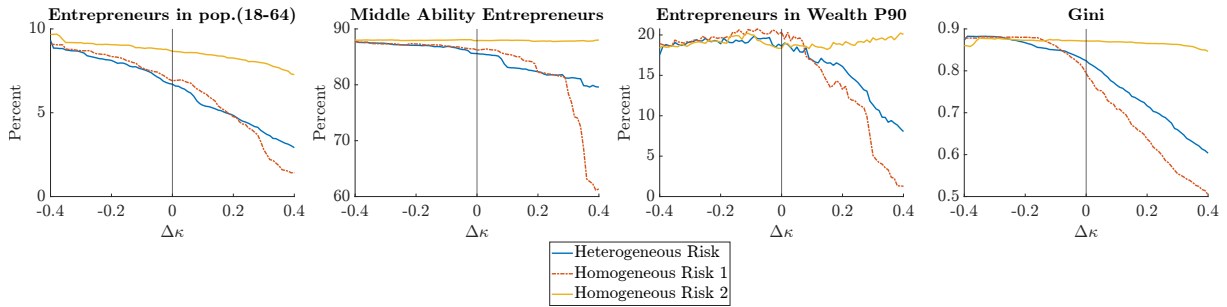 Entrepreneurs in pop.(18-64)
Percent
10
5
0
-0.4 -0.2 0 0.2 0.4
Δκ
Middle Ability Entrepreneurs
Percent
90
80
70
60
-0.4 -0.2 0 0.2 0.4
Δκ
Entrepreneurs in Wealth P90
Percent
20
15
10
5
0
-0.4 -0.2 0 0.2 0.4
Δκ
Gini
0.9
0.8
0.7
0.6
0.5
-0.4 -0.2 0 0.2 0.4
Δκ
Heterogeneous Risk
Homogeneous Risk 1
Homogeneous Risk 2